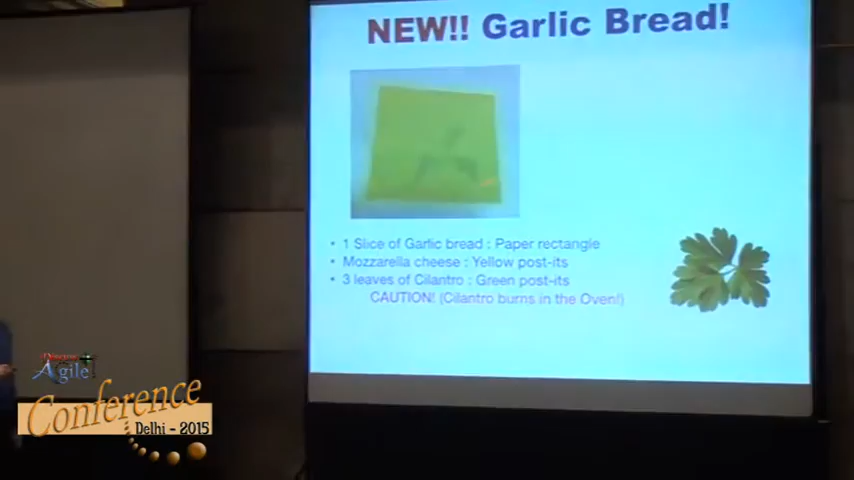 NEW!! Garlic Bread!
• 1 Slice of Garlic bread : Paper rectangle
• Mozzarella cheese : Yellow post-its
• 3 leaves of Cilantro : Green post-its
CAUTION! (Cilantro burns in the Oven!)
Agile
Conference
Delhi - 2015